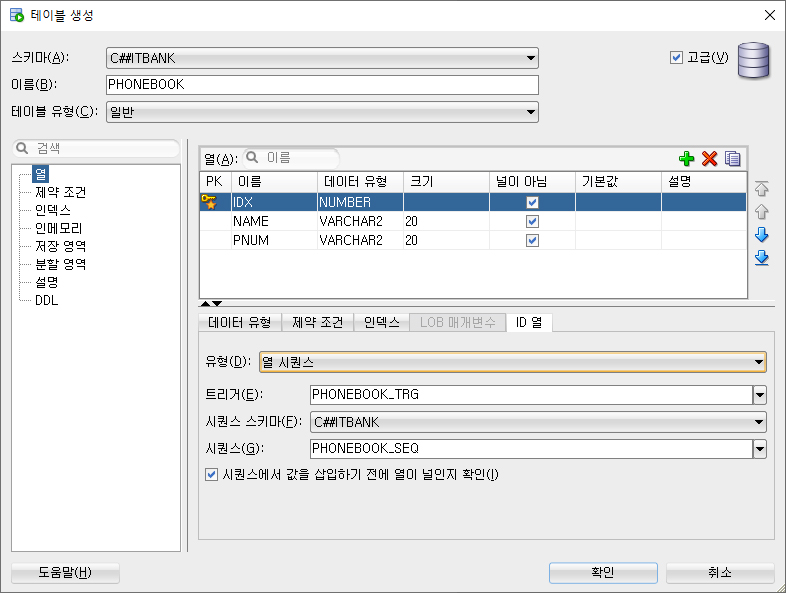 테이블 생성
스키마(A): C##ITBANK 고급(V)
이름(B): PHONEBOOK
테이블 유형(C): 일반
검색
열
제약 조건
인덱스
인메모리
저장 영역
분할 영역
설명
DDL
열(A): 이름
PK 이름 데이터 유형 크기 널이 아님 기본값 설명
IDX NUMBER
NAME VARCHAR2 20
PNUM VARCHAR2 20
데이터 유형 제약 조건 인덱스 LOB 매개변수 ID 열
유형(D): 열 시퀀스
트리거(E): PHONEBOOK_TRG
시퀀스 스키마(F): C##ITBANK
시퀀스(G): PHONEBOOK_SEQ
시퀀스에서 값을 삽입하기 전에 열이 널인지 확인(I)
도움말(H) 확인 취소